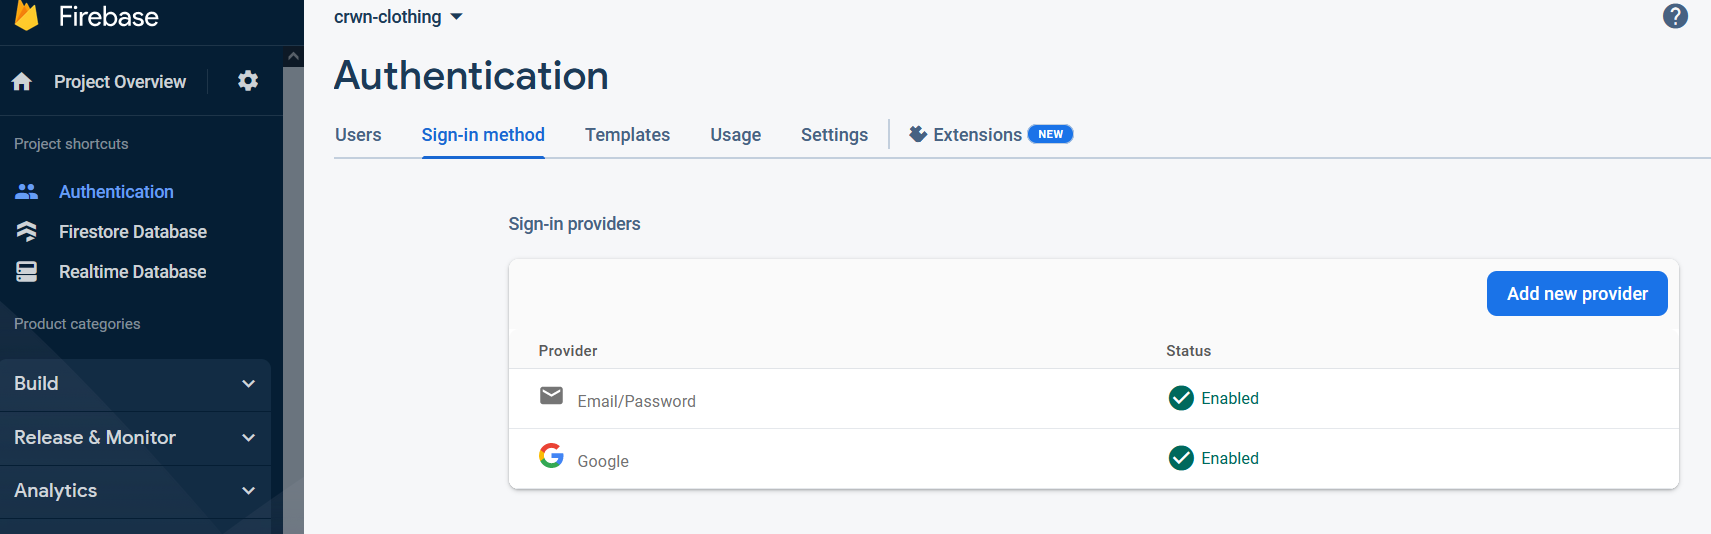 Firebase
Project Overview
Project shortcuts
Authentication
Firestore Database
Realtime Database
Product categories
Build
Release & Monitor
Analytics
crwn-clothing
Authentication
Users Sign-in method Templates Usage Settings Extensions NEW
Sign-in providers
Add new provider
Provider Status
Email/Password Enabled
Google Enabled